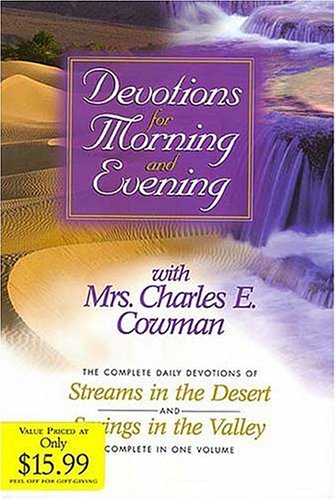 Devotions
for
Morning
and
Evening
with
Mrs. Charles E.
Cowman
THE COMPLETE DAILY DEVOTIONS OF
Streams in the Desert
AND
in the Valley
COMPLETE IN ONE VOLUME
VALUE PRICED AT
Only
$15.99
PEEL OFF FOR GIFT-GIVING